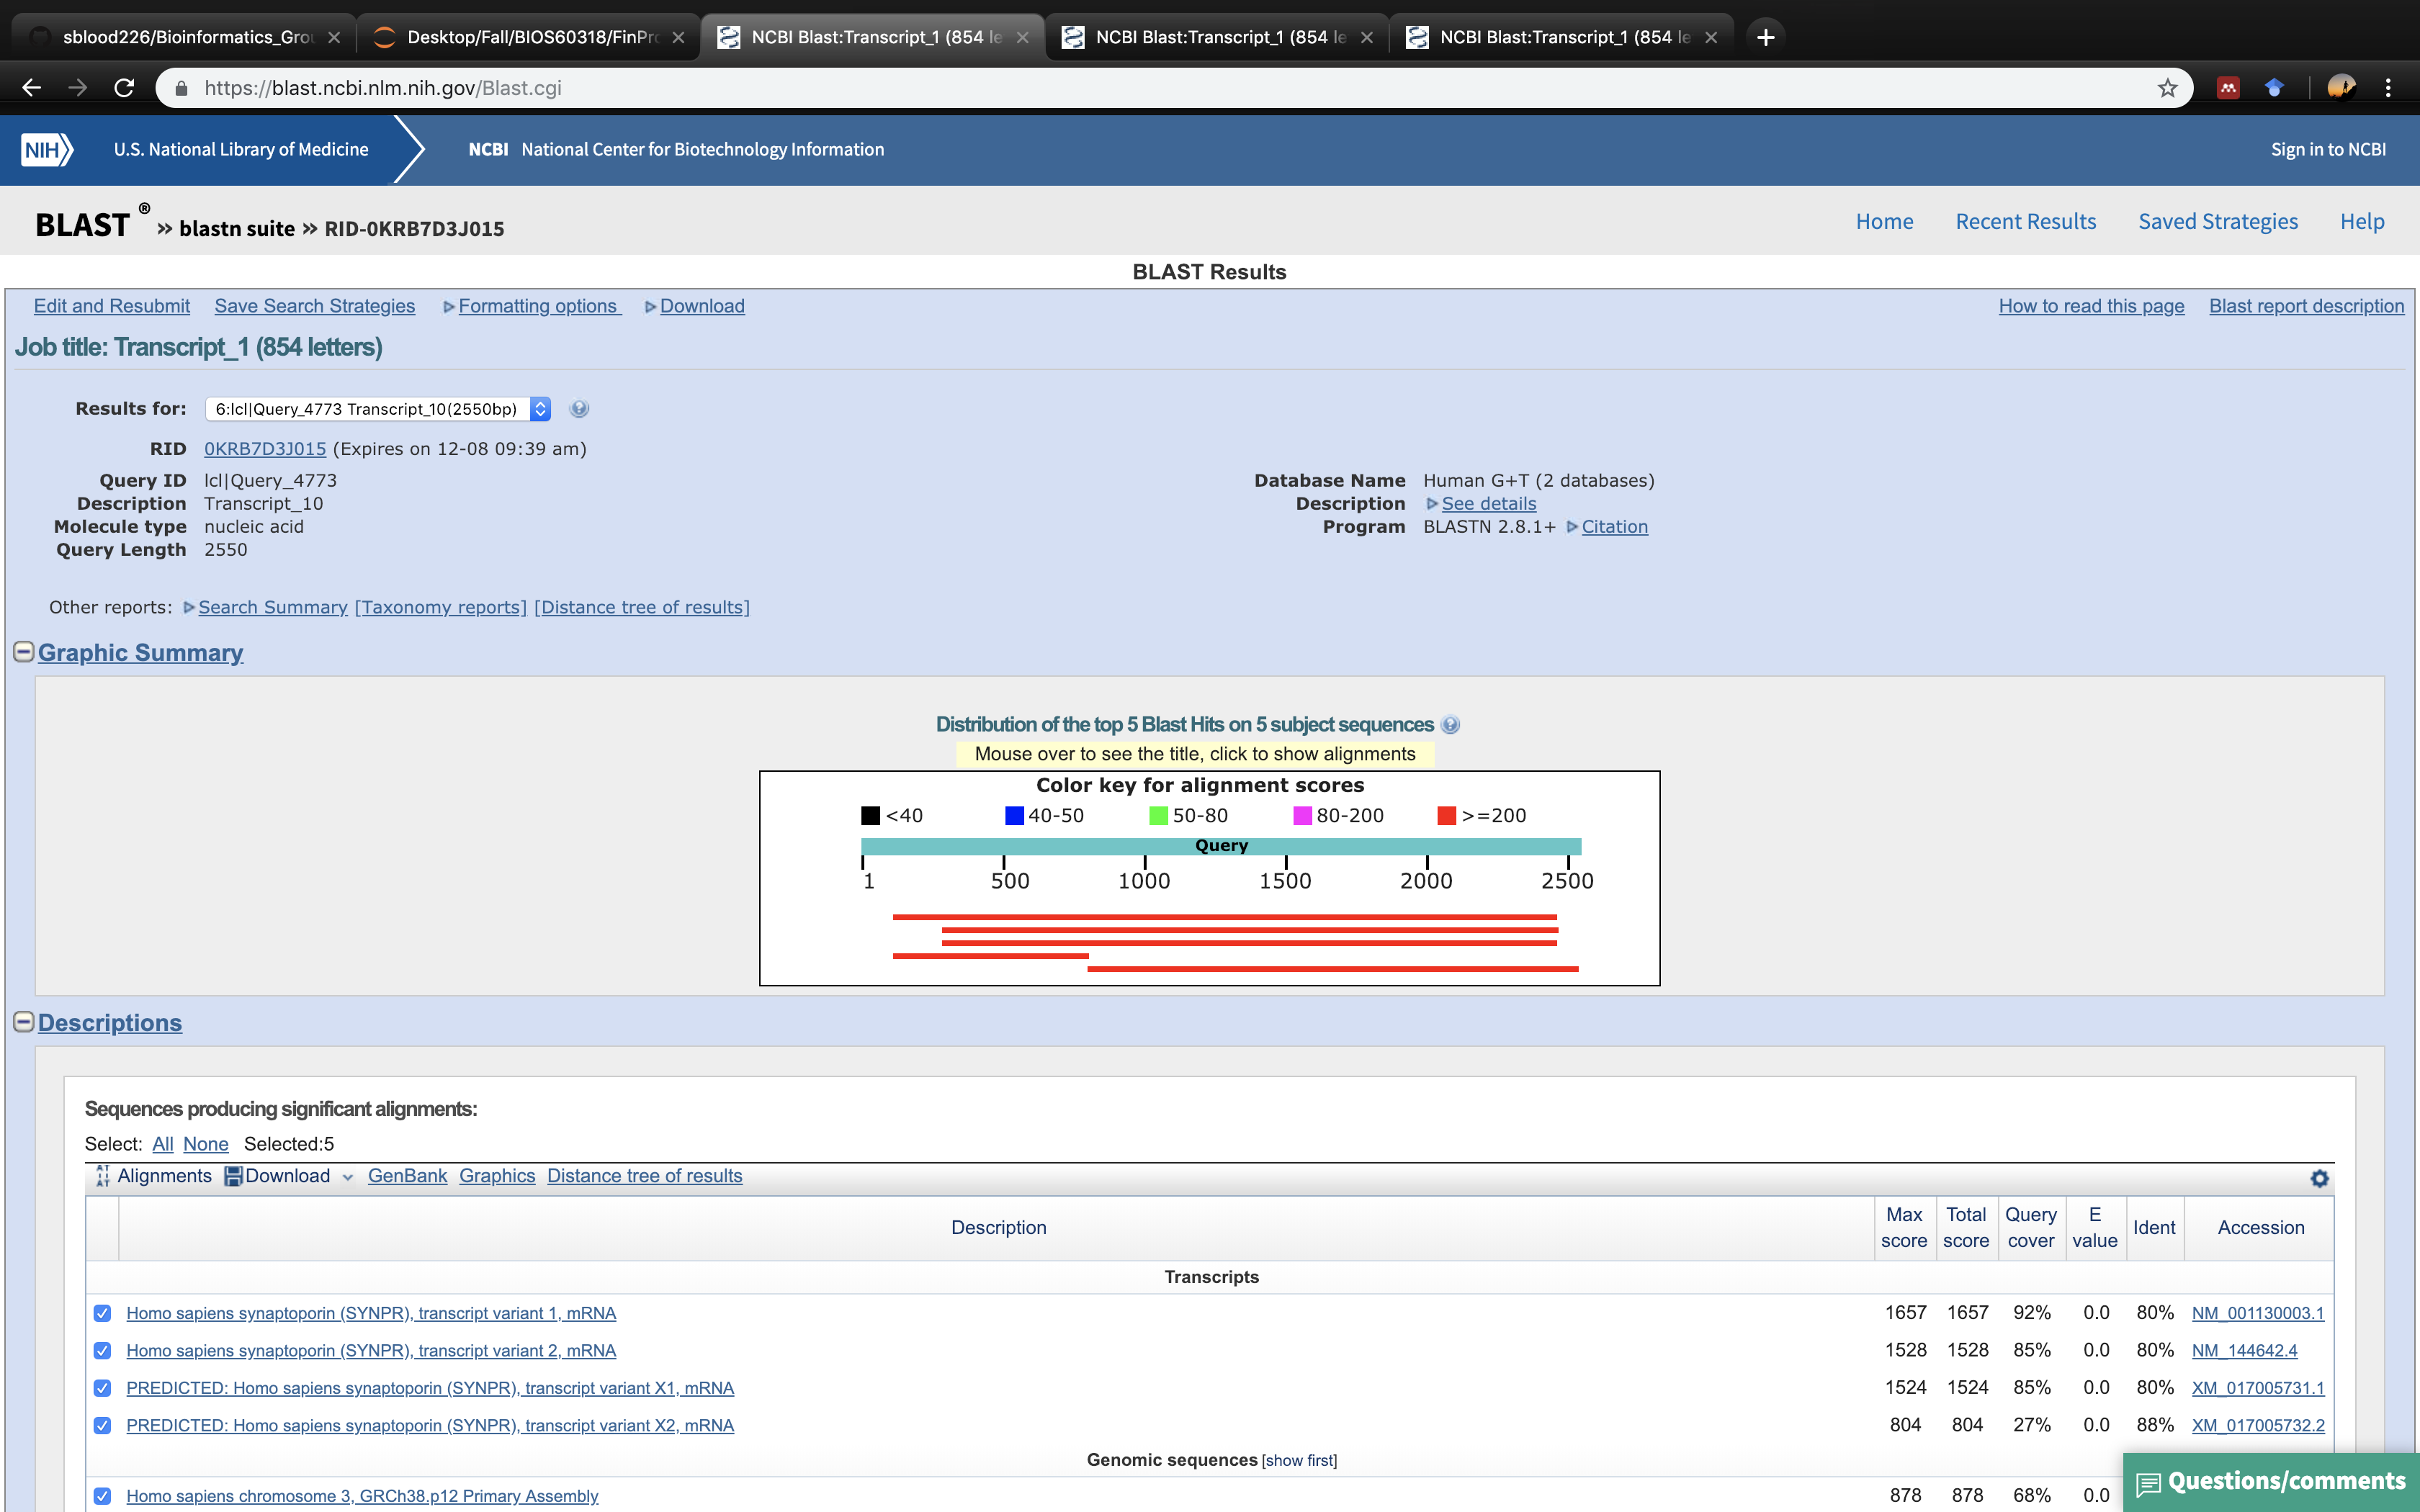 sblood226/Bioinformatics_Grou
Desktop/Fall/BIOS60318/FinPro
NCBI Blast:Transcript_1 (854 le
NCBI Blast:Transcript_1 (854 le
NCBI Blast:Transcript_1 (854 le
https://blast.ncbi.nlm.nih.gov/Blast.cgi
NIH U.S. National Library of Medicine NCBI National Center for Biotechnology Information Sign in to NCBI
BLAST ® » blastn suite » RID-0KRB7D3J015 Home Recent Results Saved Strategies Help
BLAST Results
Edit and Resubmit Save Search Strategies Formatting options Download How to read this page Blast report description
Job title: Transcript_1 (854 letters)
Results for: 6:lcl|Query_4773 Transcript_10(2550bp)
RID 0KRB7D3J015 (Expires on 12-08 09:39 am)
Query ID lcl|Query_4773 Database Name Human G+T (2 databases)
Description Transcript_10 Description See details
Molecule type nucleic acid Program BLASTN 2.8.1+ Citation
Query Length 2550
Other reports: Search Summary [Taxonomy reports] [Distance tree of results]
Graphic Summary
Distribution of the top 5 Blast Hits on 5 subject sequences
Mouse over to see the title, click to show alignments
Color key for alignment scores
<40 40-50 50-80 80-200 >=200
Query
1 500 1000 1500 2000 2500
Descriptions
Sequences producing significant alignments:
Select: All None Selected:5
Alignments Download GenBank Graphics Distance tree of results
Description Max score Total score Query cover E value Ident Accession
Transcripts
Homo sapiens synaptoporin (SYNPR), transcript variant 1, mRNA 1657 1657 92% 0.0 80% NM_001130003.1
Homo sapiens synaptoporin (SYNPR), transcript variant 2, mRNA 1528 1528 85% 0.0 80% NM_144642.4
PREDICTED: Homo sapiens synaptoporin (SYNPR), transcript variant X1, mRNA 1524 1524 85% 0.0 80% XM_017005731.1
PREDICTED: Homo sapiens synaptoporin (SYNPR), transcript variant X2, mRNA 804 804 27% 0.0 88% XM_017005732.2
Genomic sequences [show first]
Homo sapiens chromosome 3, GRCh38.p12 Primary Assembly 878 878 68% 0.0
Questions/comments